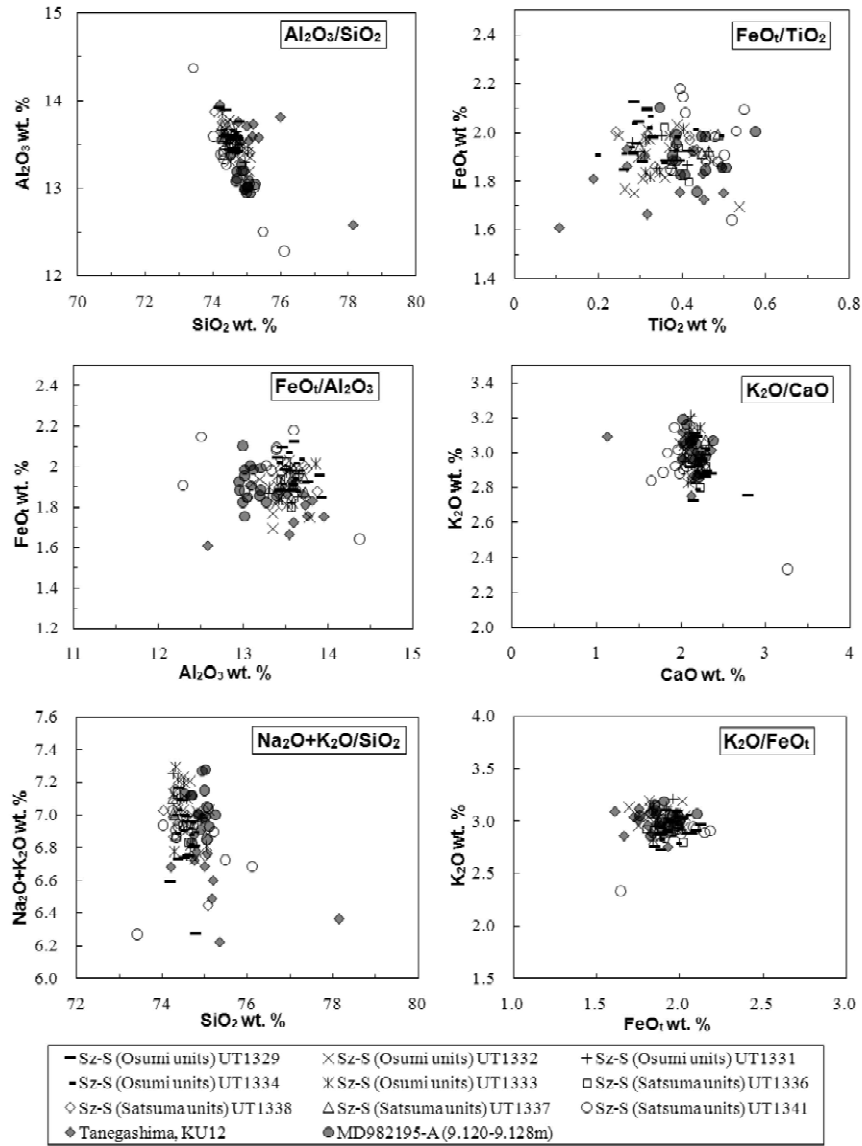 Al₂O₃/SiO₂
Al₂O₃ wt. %
15
14
13
12
70 72 74 76 78 80
SiO₂ wt. %
FeOₜ/TiO₂
FeOₜ wt %
2.4
2.2
2.0
1.8
1.6
1.4
0 0.2 0.4 0.6 0.8
TiO₂ wt %
FeOₜ/Al₂O₃
FeOₜ wt. %
2.4
2.2
2
1.8
1.6
1.4
1.2
11 12 13 14 15
Al₂O₃ wt. %
K₂O/CaO
K₂O wt. %
3.4
3.2
3.0
2.8
2.6
2.4
2.2
2.0
0 1 2 3 4
CaO wt. %
Na₂O+K₂O/SiO₂
Na₂O+K₂O wt. %
7.6
7.4
7.2
7.0
6.8
6.6
6.4
6.2
6.0
72 74 76 78 80
SiO₂ wt. %
K₂O/FeOₜ
K₂O wt. %
4.0
3.5
3.0
2.5
2.0
1.5
1.0 1.5 2.0 2.5 3.0
FeOₜ wt. %
Sz-S (Osumi units) UT1329 Sz-S (Osumi units) UT1332 Sz-S (Osumi units) UT1331
Sz-S (Osumi units) UT1334 Sz-S (Osumi units) UT1333 Sz-S (Satsuma units) UT1336
Sz-S (Satsuma units) UT1338 Sz-S (Satsuma units) UT1337 Sz-S (Satsuma units) UT1341
Tanegashima, KU12 MD982195-A (9.120-9.128m)